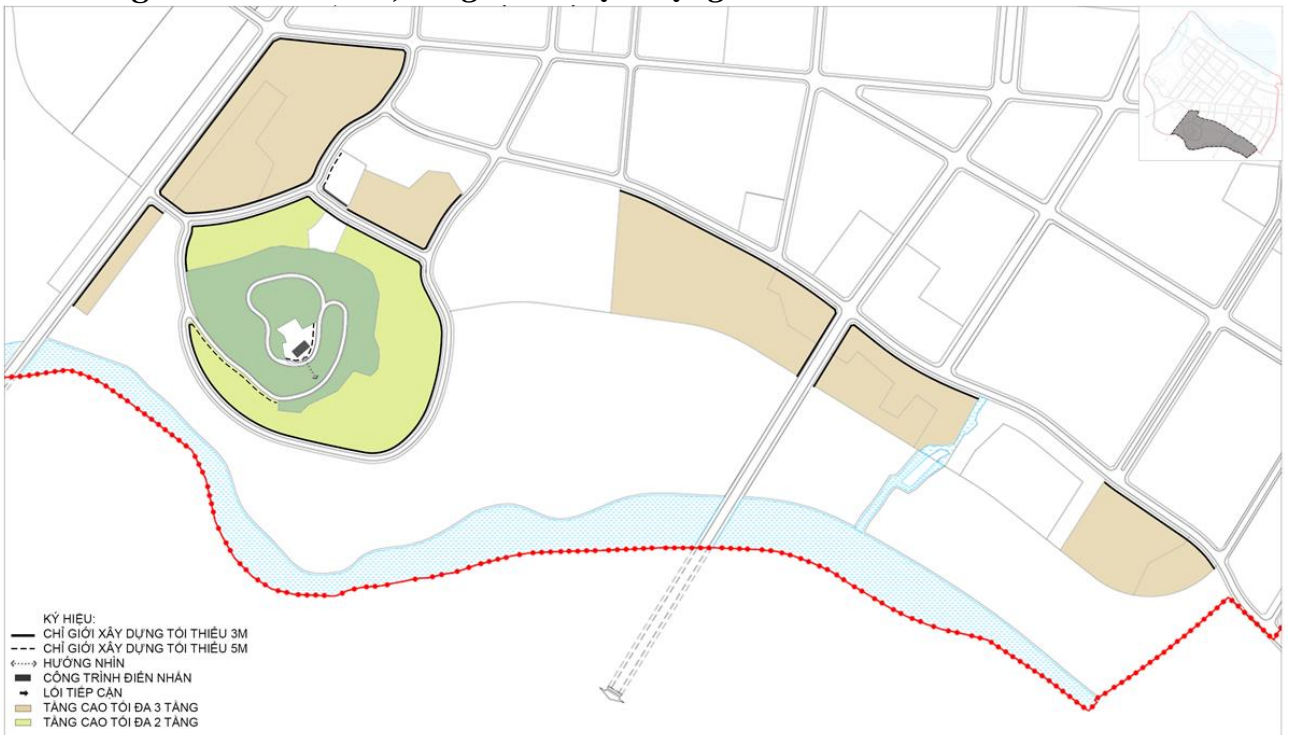 KÝ HIỆU:
CHỈ GIỚI XÂY DỰNG TỐI THIỂU 3M
CHỈ GIỚI XÂY DỰNG TỐI THIỂU 5M
HƯỚNG NHÌN
CÔNG TRÌNH ĐIỂN NHẤN
LỐI TIẾP CẬN
TẦNG CAO TỐI ĐA 3 TẦNG
TẦNG CAO TỐI ĐA 2 TẦNG